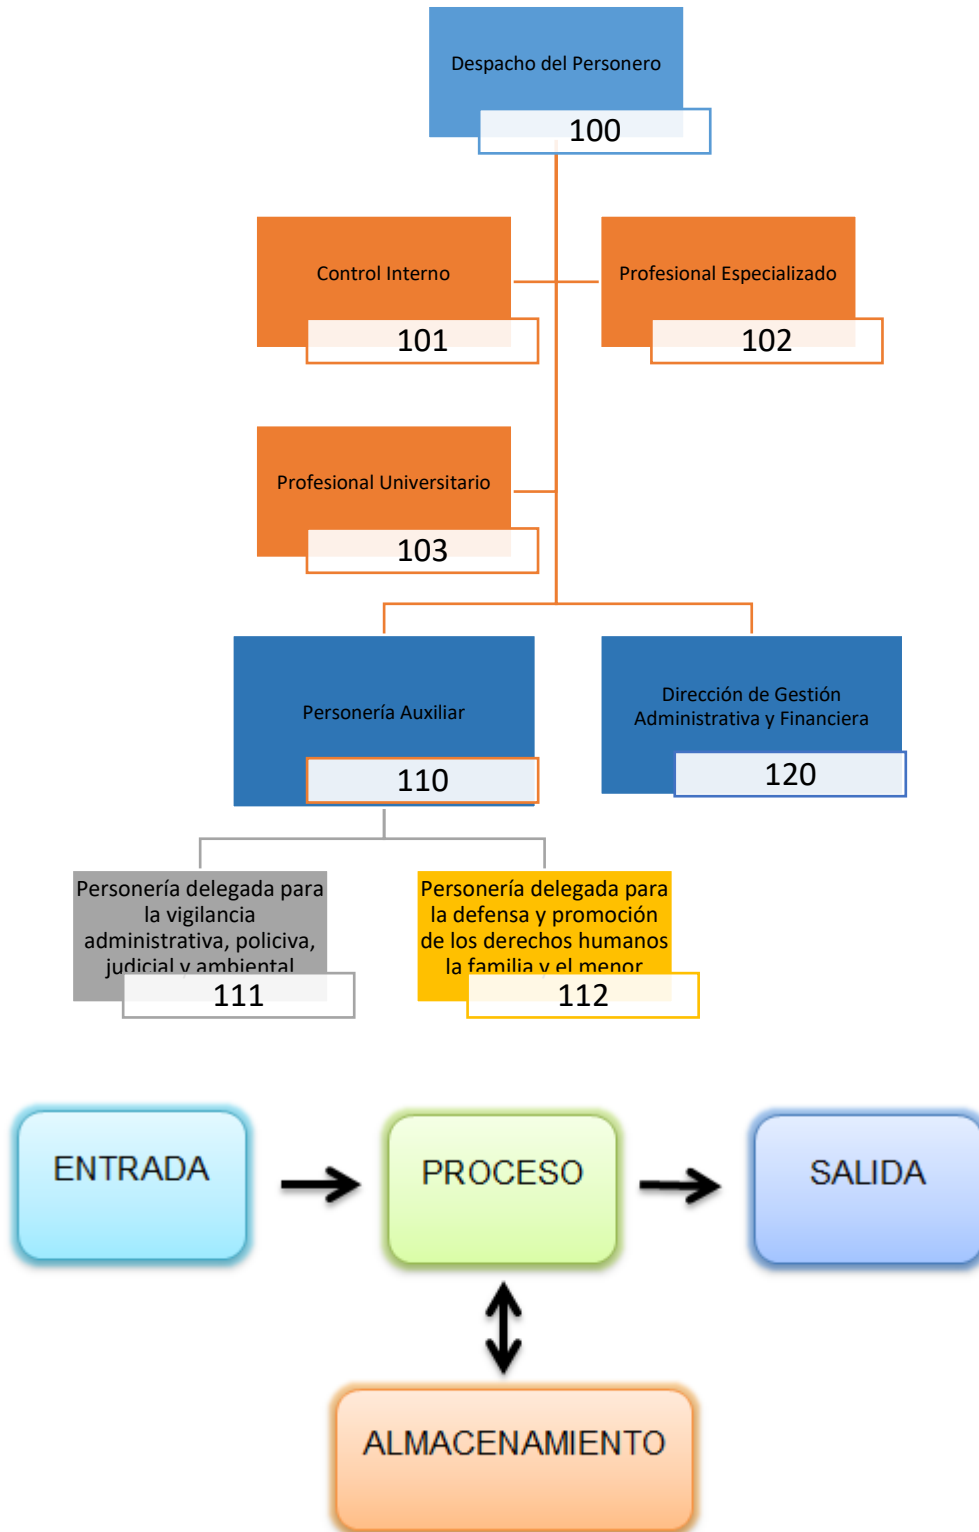 Despacho del Personero
100
Control Interno
101
Profesional Especializado
102
Profesional Universitario
103
Personería Auxiliar
110
Dirección de Gestión
Administrativa y Financiera
120
Personería delegada para
la vigilancia
administrativa, policiva,
judicial y ambiental
111
Personería delegada para
la defensa y promoción
de los derechos humanos
la familia y el menor
112
ENTRADA
PROCESO
SALIDA
ALMACENAMIENTO